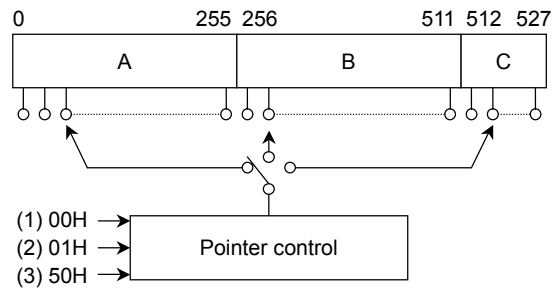 0 255 256 511 512 527
A B C
(1) 00H
(2) 01H Pointer control
(3) 50H